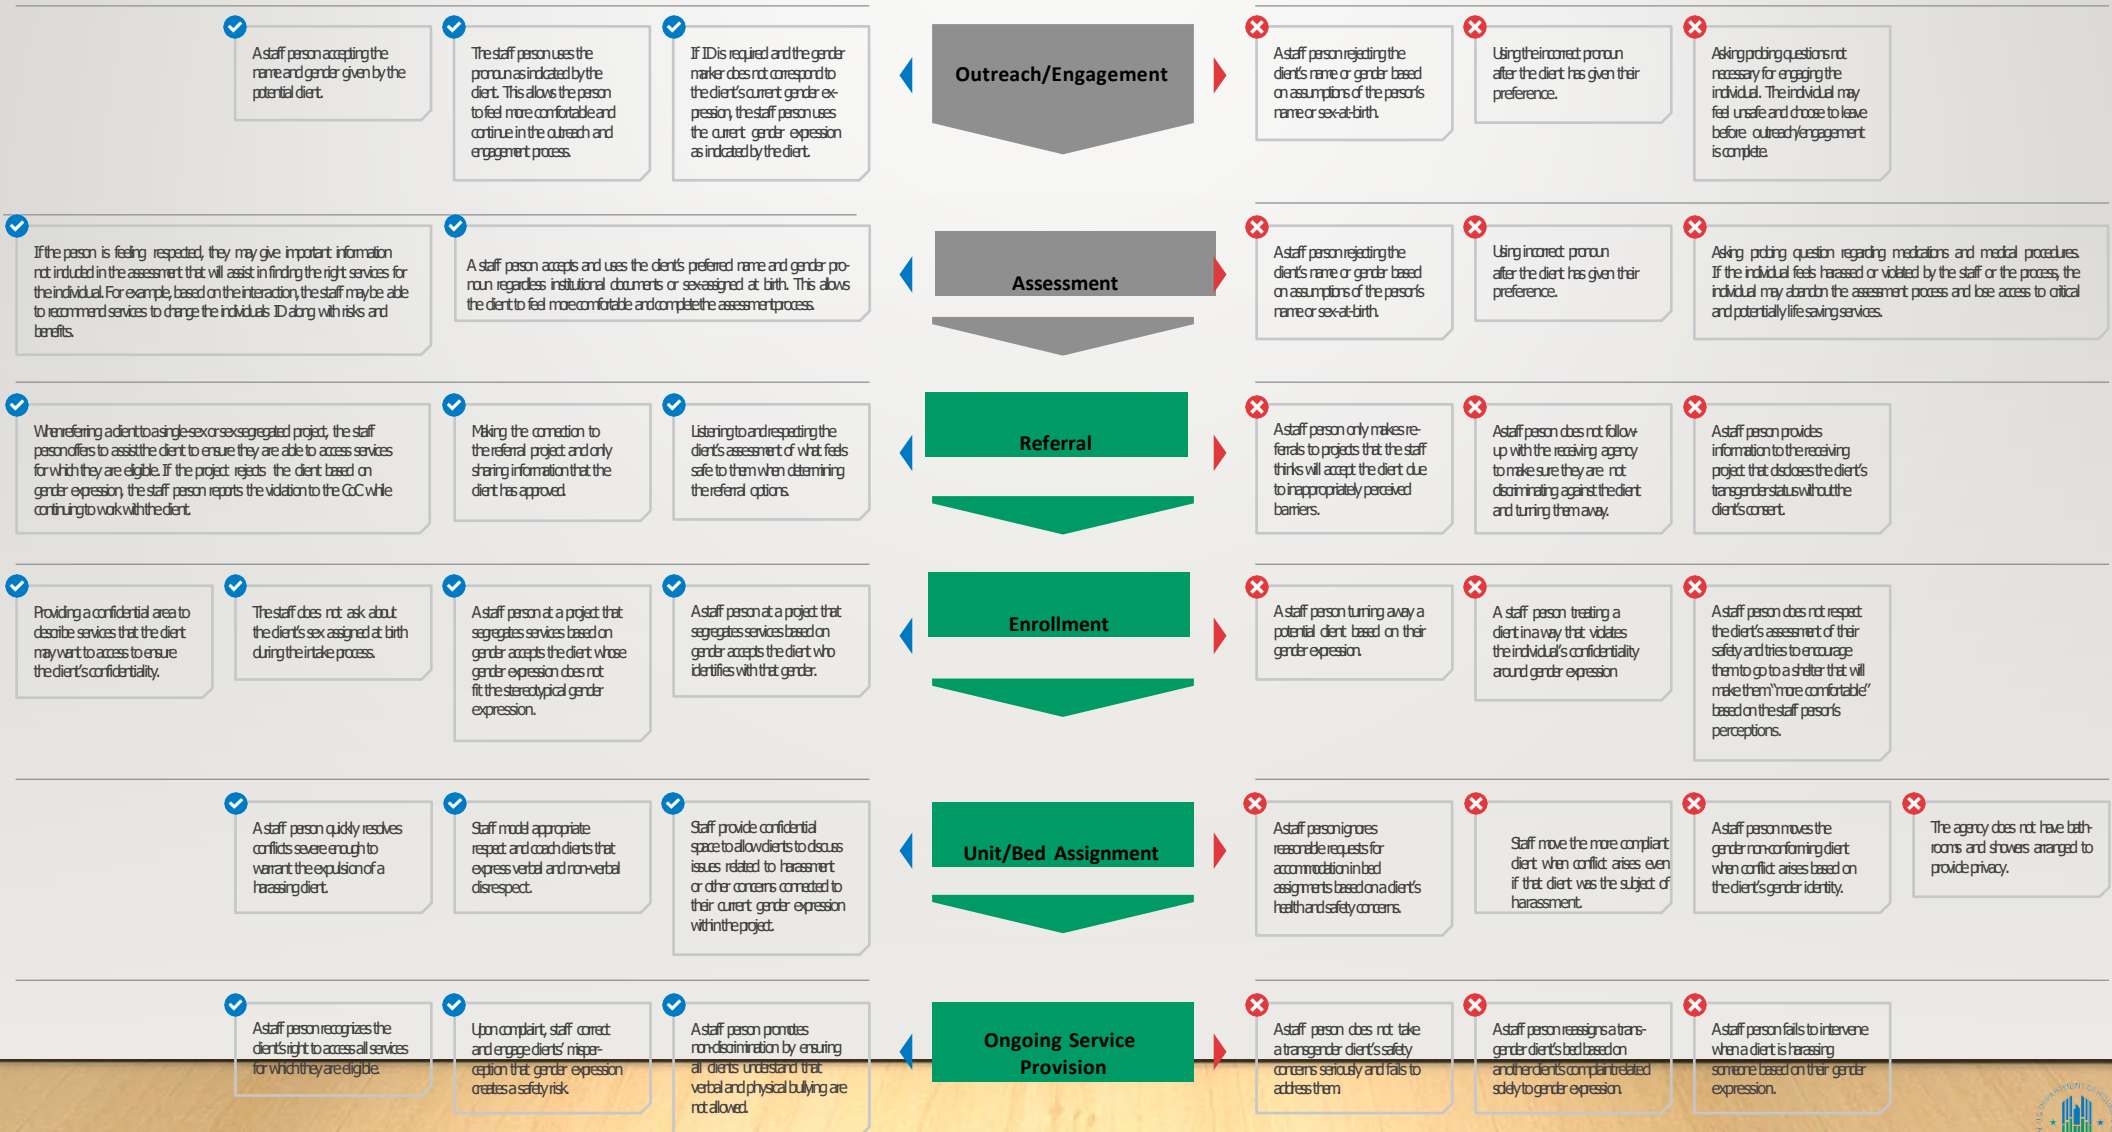 A staff person accepting the
name and gender given by the
potential client.
The staff person uses the
pronoun as indicated by the
client. This allows the person
to feel more comfortable and
continue in the outreach and
engagement process.
If ID is required and the gender
marker does not correspond to
the client's current gender ex-
pression, the staff person uses
the current gender expression
as indicated by the client.
Outreach/Engagement
A staff person rejecting the
client's name or gender based
on assumptions of the person's
name or sex-at-birth.
Using the incorrect pronoun
after the client has given their
preference.
Asking probing questions not
necessary for engaging the
individual. The individual may
feel unsafe and choose to leave
before outreach/engagement
is complete.
If the person is feeling respected, they may give important information
not included in the assessment that will assist in finding the right services for
the individual. For example, based on the interaction, the staff may be able
to recommend services to change the individuals ID along with risks and
benefits.
A staff person accepts and uses the client's preferred name and gender pro-
noun regardless institutional documents or sex-assigned at birth. This allows
the client to feel more comfortable and complete the assessment process.
Assessment
A staff person rejecting the
client's name or gender based
on assumptions of the person's
name or sex-at-birth.
Using incorrect pronoun
after the client has given their
preference.
Asking probing question regarding medications and medical procedures.
If the individual feels harassed or violated by the staff or the process, the
individual may abandon the assessment process and lose access to critical
and potentially life saving services.
When referring a client to a single-sex or sex segregated project, the staff
person offers to assist the client to ensure they are able to access services
for which they are eligible. If the project rejects the client based on
gender expression, the staff person reports the violation to the CoC while
continuing to work with the client.
Making the connection to
the referral project and only
sharing information that the
client has approved.
Listening to and respecting the
client's assessment of what feels
safe to them when determining
the referral options.
Referral
A staff person only makes re-
ferrals to projects that the staff
thinks will accept the client due
to inappropriately perceived
barriers.
A staff person does not follow-
up with the receiving agency
to make sure they are not
discriminating against the client
and turning them away.
A staff person provides
information to the receiving
project that discloses the client's
transgender status without the
client's consent.
Providing a confidential area to
describe services that the client
may want to access to ensure
the client's confidentiality.
The staff does not ask about
the client's sex assigned at birth
during the intake process.
A staff person at a project that
segregates services based on
gender accepts the client whose
gender expression does not
fit the stereotypical gender
expression.
A staff person at a project that
segregates services based on
gender accepts the client who
identifies with that gender.
Enrollment
A staff person turning away a
potential client based on their
gender expression.
A staff person treating a
client in a way that violates
the individual's confidentiality
around gender expression
A staff person does not respect
the client's assessment of their
safety and tries to encourage
them to go to a shelter that will
make them "more comfortable"
based on the staff person's
perceptions.
A staff person quickly resolves
conflicts severe enough to
warrant the expulsion of a
harassing client.
Staff model appropriate
respect and coach clients that
express verbal and non-verbal
disrespect.
Staff provide confidential
space to allow clients to discuss
issues related to harassment
or other concerns connected to
their current gender expression
within the project.
Unit/Bed Assignment
A staff person ignores
reasonable requests for
accommodation in bed
assignments based on a client's
health and safety concerns.
Staff move the more compliant
client when conflict arises even
if that client was the subject of
harassment.
A staff person moves the
gender non-conforming client
when conflict arises based on
the client's gender identity.
The agency does not have bath-
rooms and showers arranged to
provide privacy.
A staff person recognizes the
client's right to access all services
for which they are eligible.
Upon complaint, staff correct
and engage clients' misper-
ception that gender expression
creates a safety risk.
A staff person promotes
non-discrimination by ensuring
all clients understand that
verbal and physical bullying are
not allowed.
Ongoing Service
Provision
A staff person does not take
a transgender client's safety
concerns seriously and fails to
address them.
A staff person reassigns a trans-
gender client's bed based on
another client's complaint related
solely to gender expression.
A staff person fails to intervene
when a client is harassing
someone based on their gender
expression.